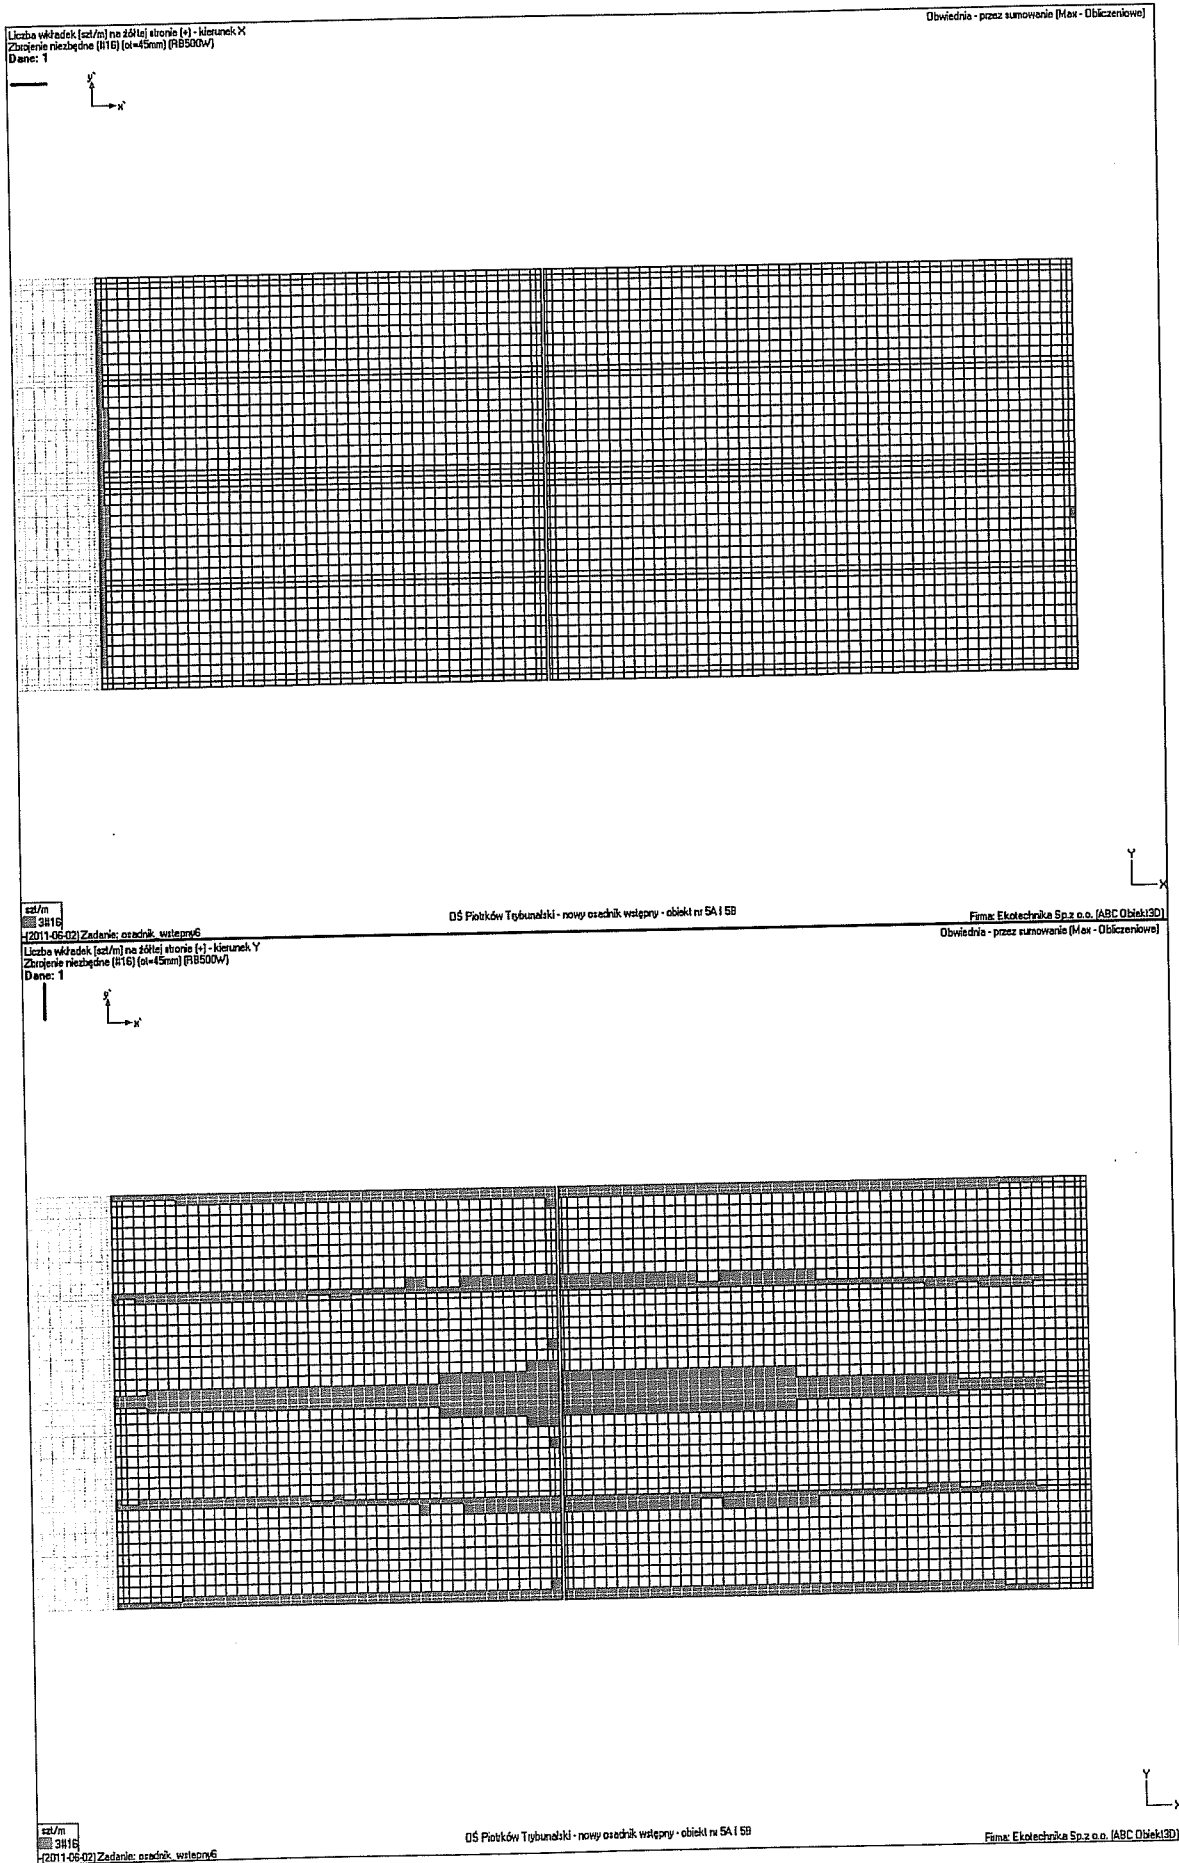 Obwiednia - przez sumowanie (Max - Obliczeniowe)
Liczba wkładek [szt/m] na żółtej stronie (+) - kierunek X
Zbrojenie niezbędne (#16) (ot=45mm) (RB500W)
Dane: 1
y'
x'
Y
X
szt/m
3#16
OŚ Piotrków Trybunalski - nowy osadnik wstępny - obiekt nr 5A i 5B
Firma: Ekotechnika Sp.z o.o. [ABC Obiekt3D]
(2011-06-02) Zadanie: osadnik_wstepny6
Obwiednia - przez sumowanie (Max - Obliczeniowe)
Liczba wkładek [szt/m] na żółtej stronie (+) - kierunek Y
Zbrojenie niezbędne (#16) (ot=45mm) (RB500W)
Dane: 1
y'
x'
Y
X
szt/m
3#16
OŚ Piotrków Trybunalski - nowy osadnik wstępny - obiekt nr 5A i 5B
Firma: Ekotechnika Sp.z o.o. [ABC Obiekt3D]
(2011-06-02) Zadanie: osadnik_wstepny6